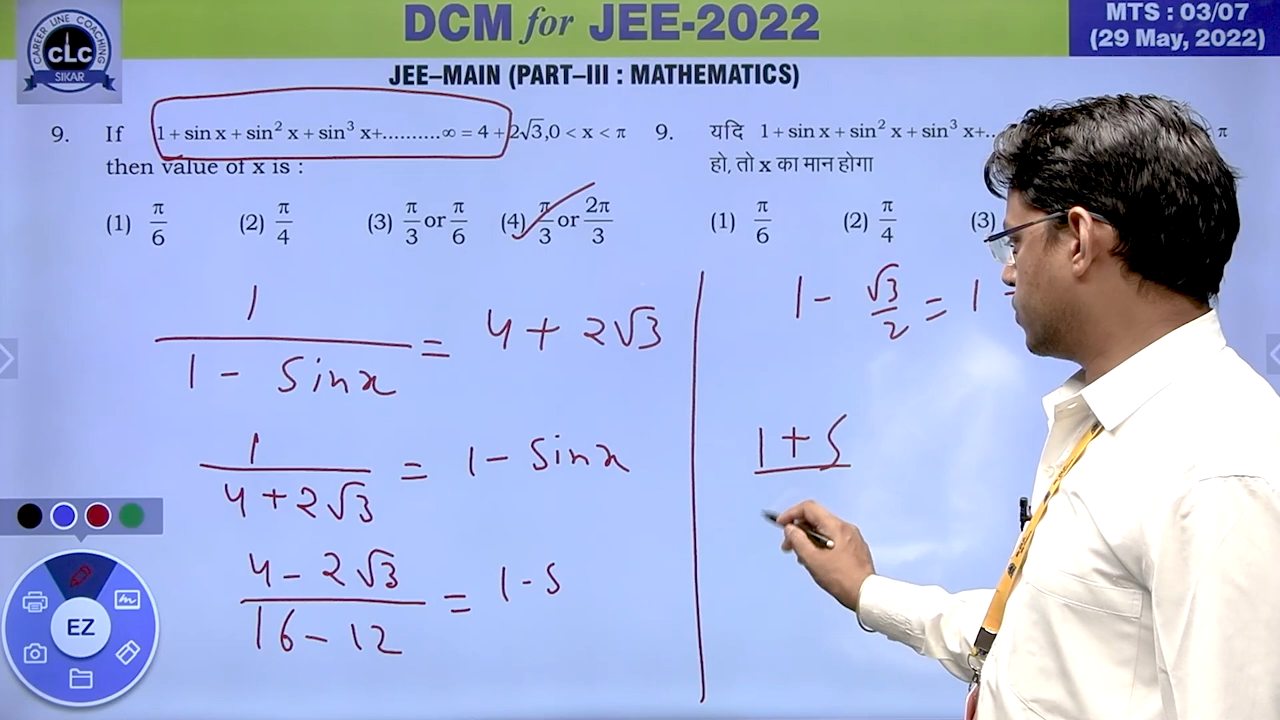 DCM for JEE-2022
MTS : 03/07
(29 May, 2022)
CAREER LINE COACHING
CLC
SIKAR
JEE–MAIN (PART–III : MATHEMATICS)
9. If 1 + sin x + sin² x + sin³ x+..........∞ = 4 + 2√3, 0 < x < π
then value of x is :
(1) π/6 (2) π/4 (3) π/3 or π/6 (4) π/3 or 2π/3
9. यदि 1 + sin x + sin² x + sin³ x+.. π
हो, तो x का मान होगा
(1) π/6 (2) π/4 (3)
1/(1 - Sinx) = 4 + 2√3
1/(4 + 2√3) = 1 - Sinx
(4 - 2√3)/(16 - 12) = 1 - S
1 - √3/2 = 1 -
1 + S
EZ